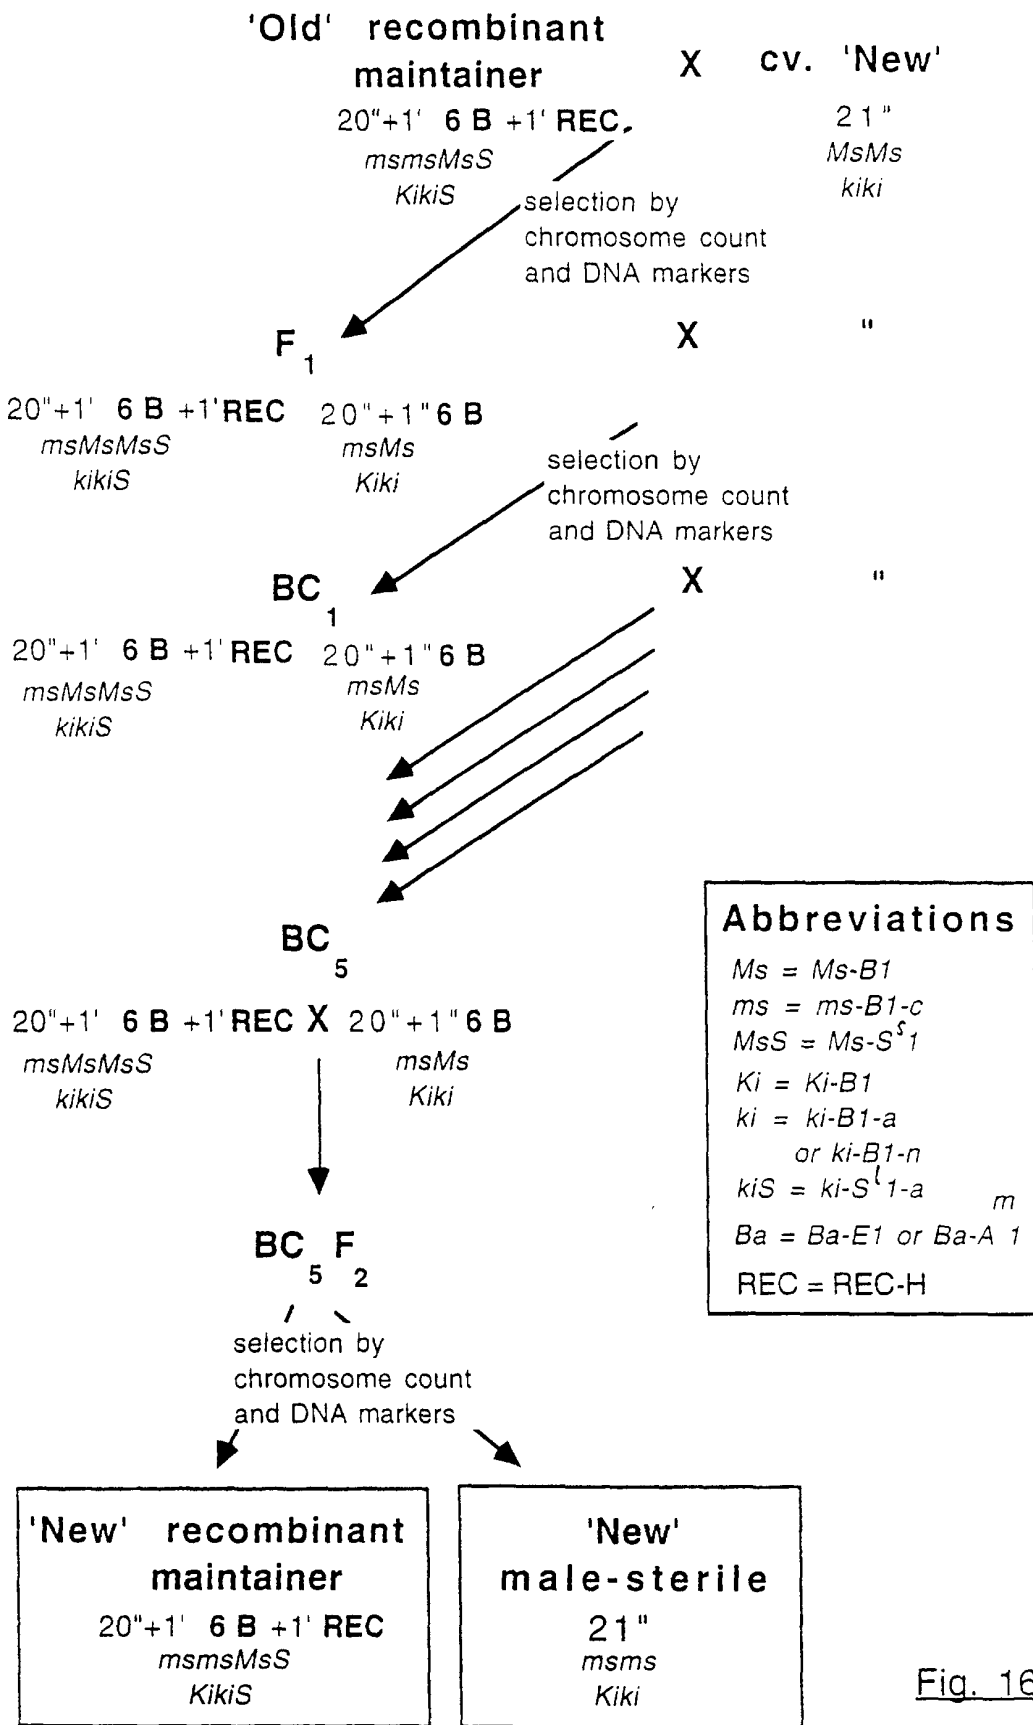 'Old' recombinant
maintainer
X cv. 'New'
20"+1' 6 B +1' REC.
21"
msmsMsS
MsMs
KikiS
kiki
selection by
chromosome count
and DNA markers
F1
X "
20"+1' 6 B +1'REC 20"+1"6 B
msMsMsS msMs
kikiS Kiki
selection by
chromosome count
and DNA markers
BC1
X "
20"+1' 6 B +1'REC 20"+1"6 B
msMsMsS msMs
kikiS Kiki
BC5
20"+1' 6 B +1'REC X 20"+1"6 B
msMsMsS msMs
kikiS Kiki
Abbreviations
Ms = Ms-B1
ms = ms-B1-c
MsS = Ms-Ss1
Ki = Ki-B1
ki = ki-B1-a
or ki-B1-n
kiS = ki-Sl1-a
m
Ba = Ba-E1 or Ba-A 1
REC = REC-H
BC5 F2
selection by
chromosome count
and DNA markers
'New' recombinant
maintainer
20"+1' 6 B +1' REC
msmsMsS
KikiS
'New'
male-sterile
21"
msms
Kiki
Fig. 16